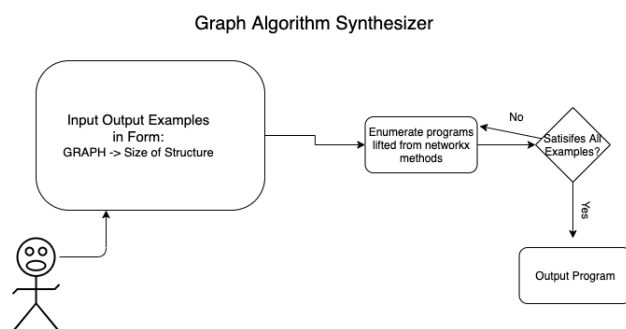 Graph Algorithm Synthesizer
Input Output Examples
in Form:
GRAPH -> Size of Structure
Enumerate programs
lifted from networkx
methods
No
Satisifes All
Examples?
Yes
Output Program